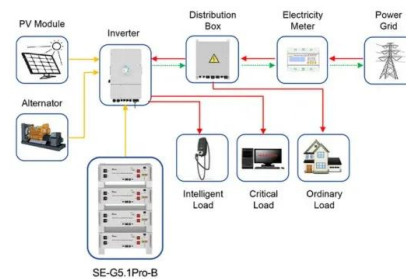 PV Module
Inverter
Distribution
Box
Electricity
Meter
Power
Grid
Alternator
Intelligent
Load
Critical
Load
Ordinary
Load
SE-G5.1Pro-B